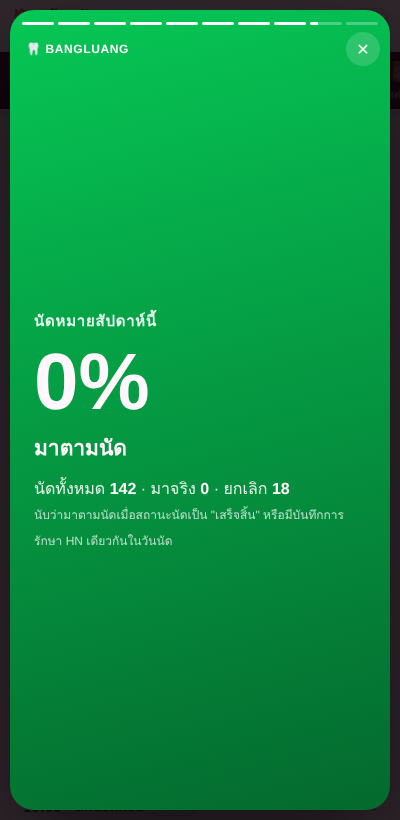 BANGLUANG
นัดหมายสัปดาห์นี้
0%
มาตามนัด
นัดทั้งหมด 142 · มาจริง 0 · ยกเลิก 18
นับว่ามาตามนัดเมื่อสถานะนัดเป็น "เสร็จสิ้น" หรือมีบันทึกการ
รักษา HN เดียวกันในวันนัด